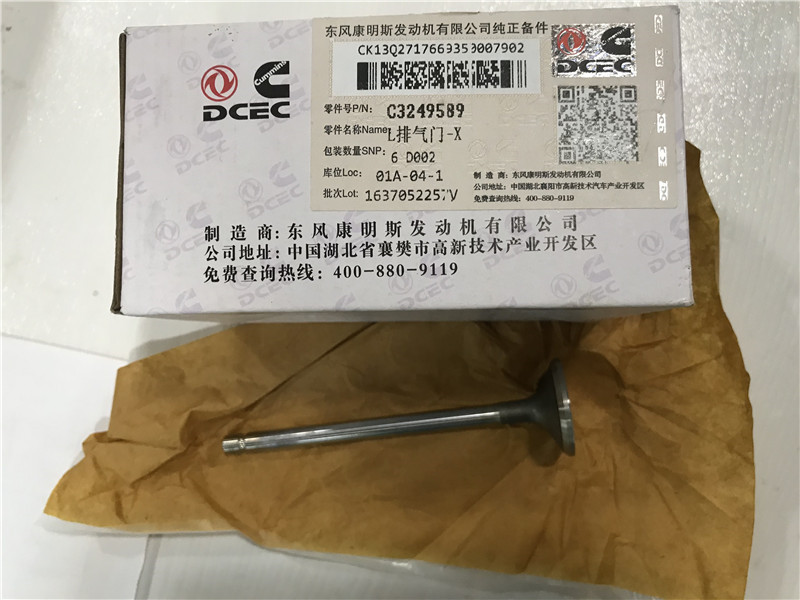 东风康明斯发动机有限公司纯正备件
CK13Q2717669350007902
Cummins
DCEC
DCEC
零件号P/N: C3249589
零件名称Name: L排气门-X
包装数量SNP: 6 D002
库位Loc: 01A-04-1
批次Lot: 1637052257V
制 造 商: 东风康明斯发动机有限公司
公司地址: 中国湖北襄阳市高新技术汽车产业开发区
免费查询热线: 400-880-9119
制造商:东风康明斯发动机有限公司
公司地址:中国湖北省襄樊市高新技术产业开发区
免费查询热线:400-880-9119
DCEC
DCEC